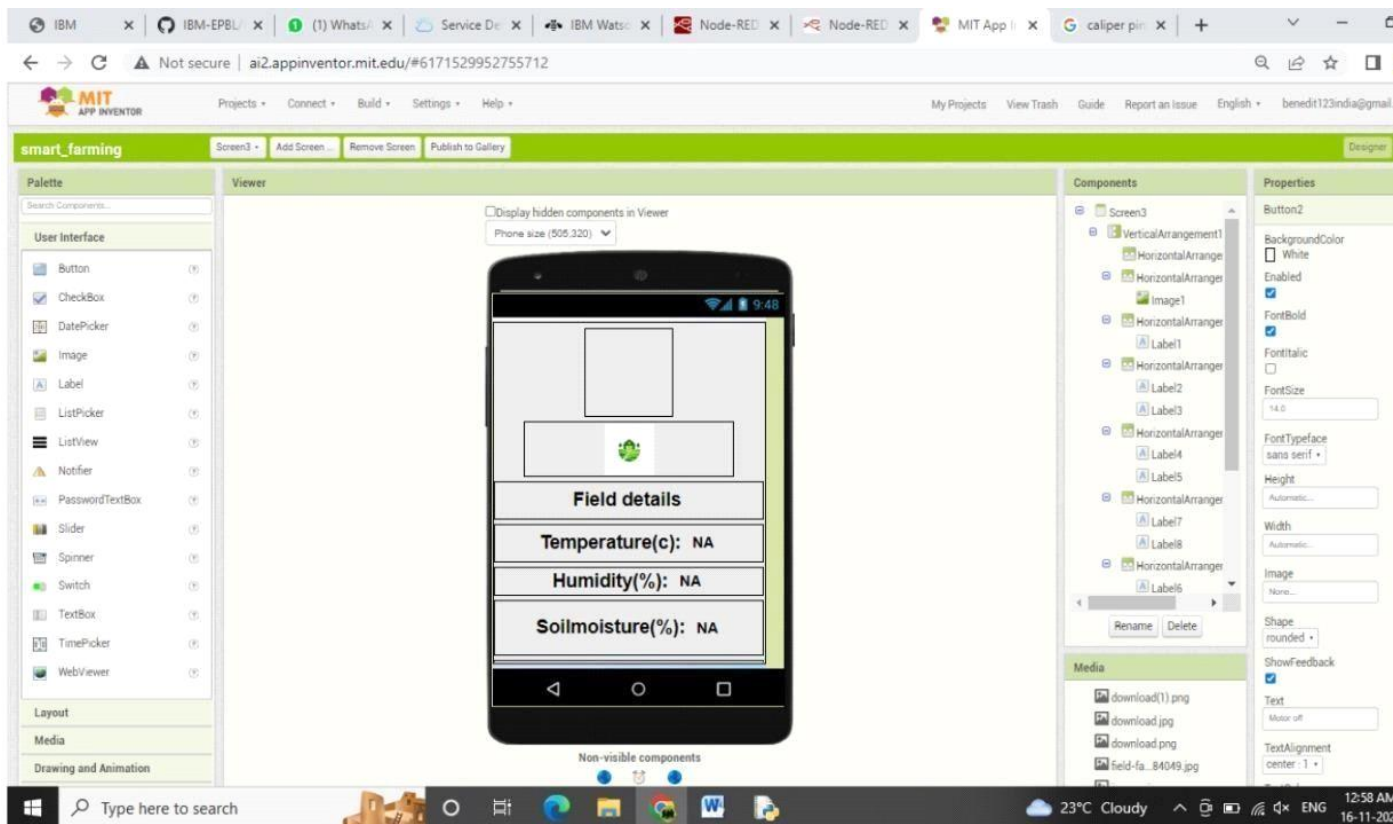 IBM
IBM-EPBL/
(1) WhatsA
Service De
IBM Watso
Node-RED
Node-RED
MIT App I
caliper pin
Not secure | ai2.appinventor.mit.edu/#6171529952755712
MIT
APP INVENTOR
Projects
Connect
Build
Settings
Help
My Projects
View Trash
Guide
Report an Issue
English
benedit123india@gmail.
smart_farming
Screen3
Add Screen ...
Remove Screen
Publish to Gallery
Designer
Palette
Search Components...
User Interface
Button
CheckBox
DatePicker
Image
Label
ListPicker
ListView
Notifier
PasswordTextBox
Slider
Spinner
Switch
TextBox
TimePicker
WebViewer
Layout
Media
Drawing and Animation
Viewer
Display hidden components in Viewer
Phone size (505,320)
9:48
Field details
Temperature(c): NA
Humidity(%): NA
Soilmoisture(%): NA
Non-visible components
Components
Screen3
VerticalArrangement1
HorizontalArrange
HorizontalArranger
Image1
HorizontalArranger
Label1
HorizontalArranger
Label2
Label3
HorizontalArranger
Label4
Label5
HorizontalArranger
Label7
Label8
HorizontalArranger
Label6
Rename
Delete
Media
download(1).png
download.jpg
download.png
field-fa...84049.jpg
Properties
Button2
BackgroundColor
White
Enabled
FontBold
FontItalic
FontSize
14.0
FontTypeface
sans serif
Height
Automatic...
Width
Automatic...
Image
None...
Shape
rounded
ShowFeedback
Text
Motor off
TextAlignment
center : 1
Type here to search
23°C Cloudy
ENG
12:58 AM
16-11-202